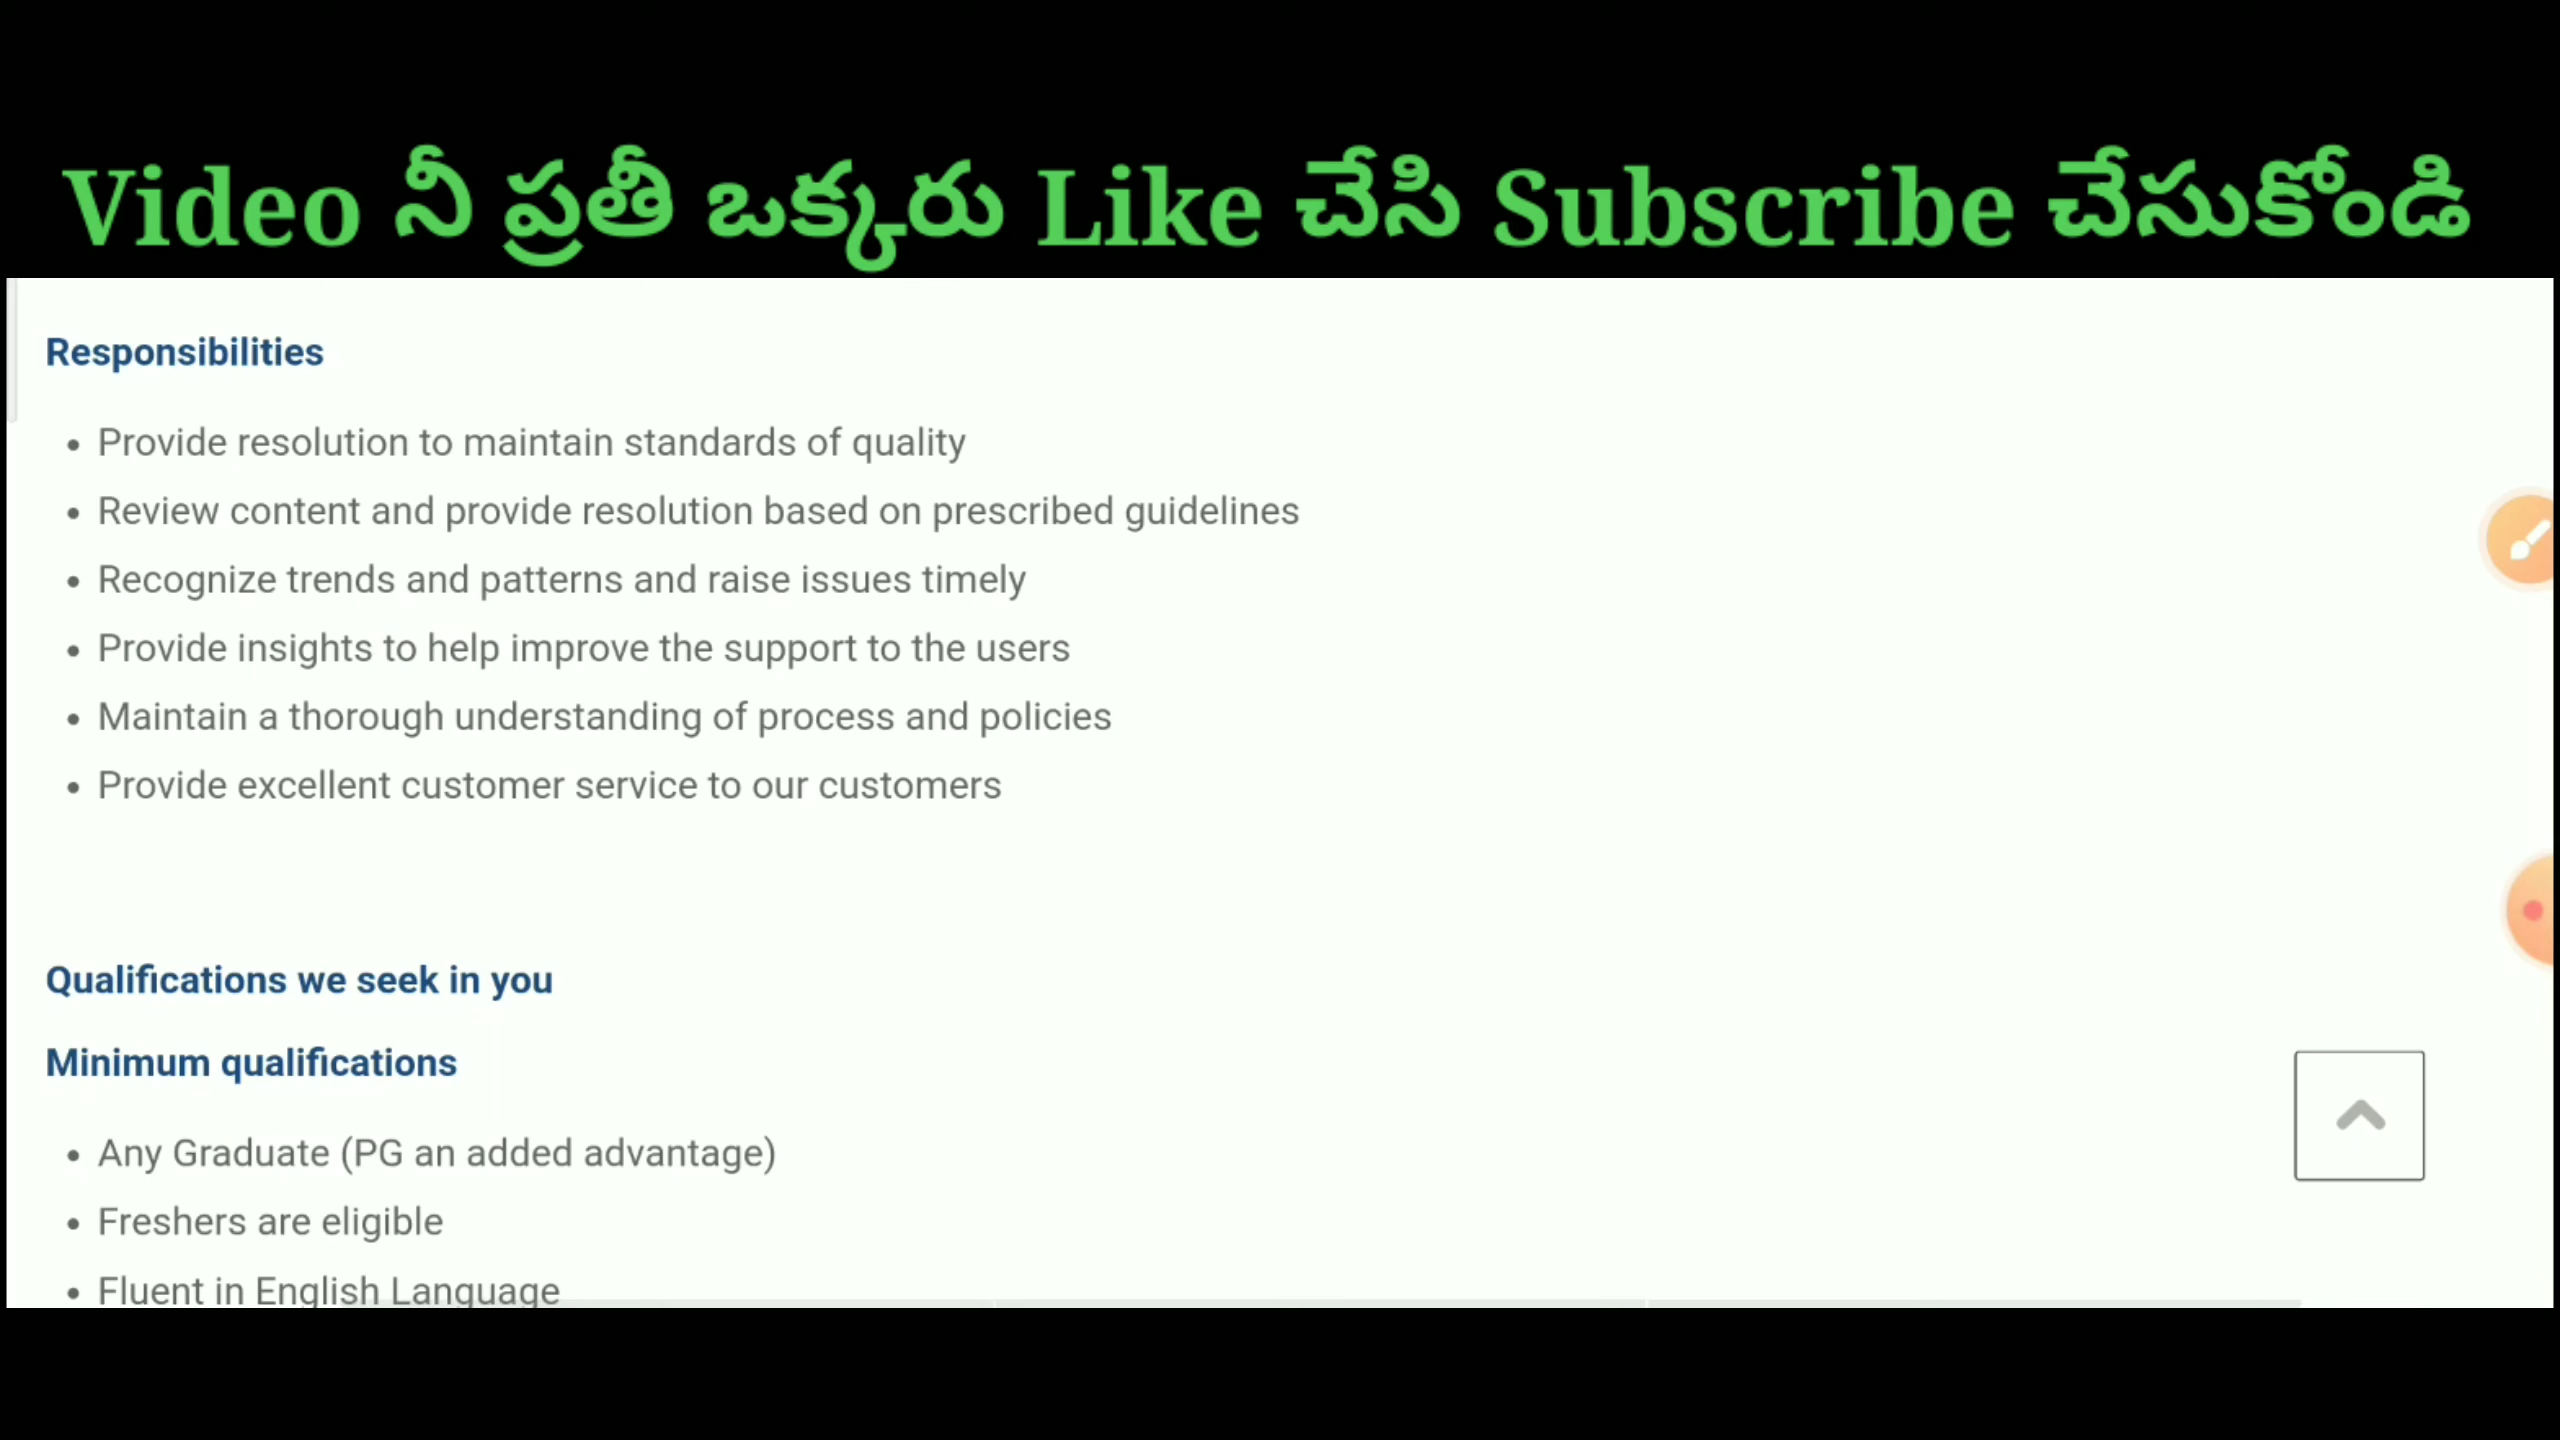 Video నీ ప్రతీ ఒక్కరు Like చేసి Subscribe చేసుకోండి
Responsibilities
• Provide resolution to maintain standards of quality
• Review content and provide resolution based on prescribed guidelines
• Recognize trends and patterns and raise issues timely
• Provide insights to help improve the support to the users
• Maintain a thorough understanding of process and policies
• Provide excellent customer service to our customers
Qualifications we seek in you
Minimum qualifications
• Any Graduate (PG an added advantage)
• Freshers are eligible
• Fluent in English Language